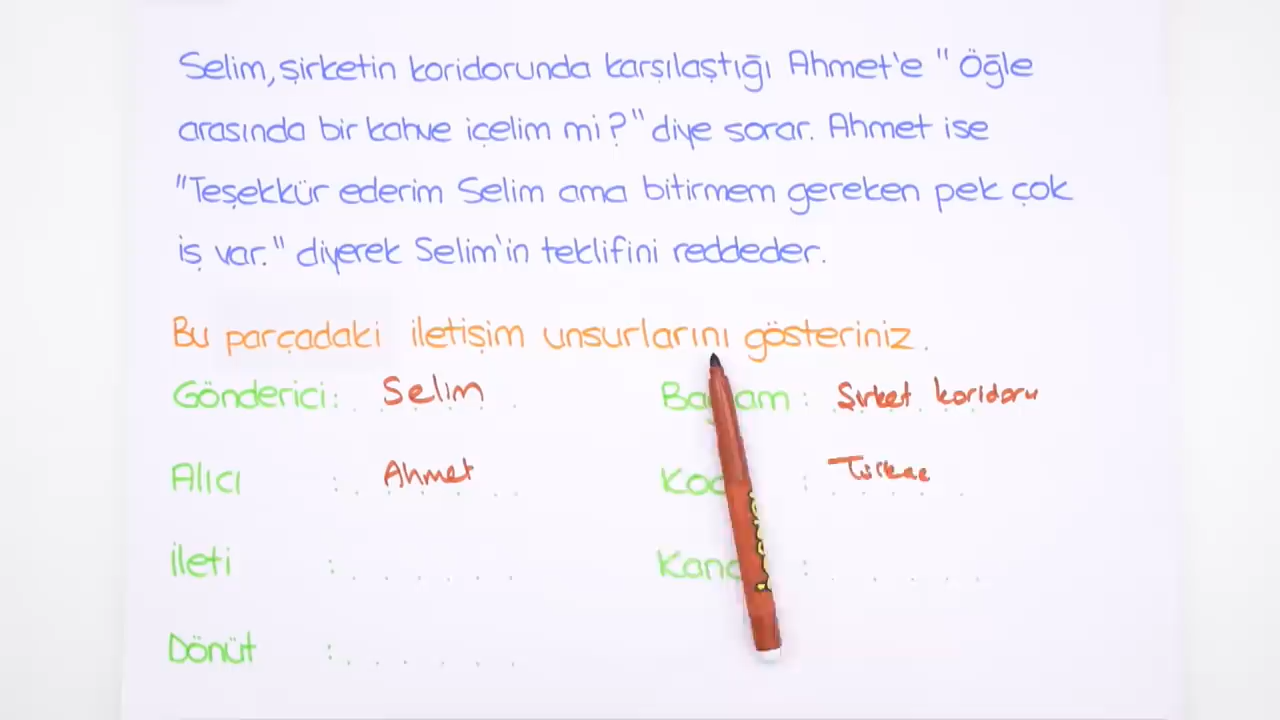 Selim, şirketin koridorunda karşılaştığı Ahmet'e "Öğle
arasında bir kahve içelim mi?" diye sorar. Ahmet ise
"Teşekkür ederim Selim ama bitirmem gereken pek çok
iş var." diyerek Selim'in teklifini reddeder.
Bu parçadaki iletişim unsurlarını gösteriniz.
Gönderici: Selim
Bağlam: Şirket koridoru
Alıcı : Ahmet
: Türkçe
İleti :
:
Dönüt :